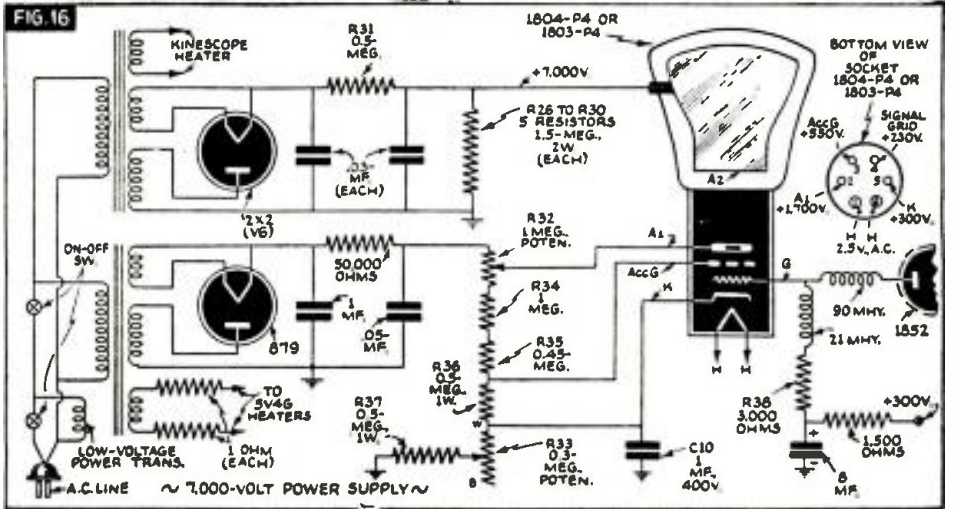 FIG.16
KINESCOPE
HEATER
R31
0.5-
MEG.
+7,000V.
1804-P4 OR
1803-P4
R26 TO R30
5 RESISTORS
1.5-MEG.,
2W
(EACH)
MF.
(EACH)
2X2
(V6)
A2
BOTTOM VIEW
OF
SOCKET
1804-P4 OR
1803-P4
AccG
+550V.
SIGNAL
GRID
+230V.
3
4
2
5
A1
+1,700V.
K
+300V.
H H
2.5V., A.C.
ON-OFF
SW.
50,000
OHMS
1
MF.
.05-
MF.
879
R32
1 MEG.,
POTEN.
R34
1
MEG.
R35
0.45-
MEG.
R36
0.5-
MEG.
1W.
R37
0.5-
MEG.
1W.
W
R33
0.3-
MEG.
POTEN.
B
A1
AccG
K
G
H H
90 MHY.
1852
21 MHY.
R38
3,000
OHMS
+300V.
1,500
OHMS
+
-
8
MF.
C10
1
MF.,
400V.
TO
5V4G
HEATERS
1 OHM
(EACH)
LOW-VOLTAGE
POWER TRANS.
A.C. LINE
~ 7,000-VOLT POWER SUPPLY ~